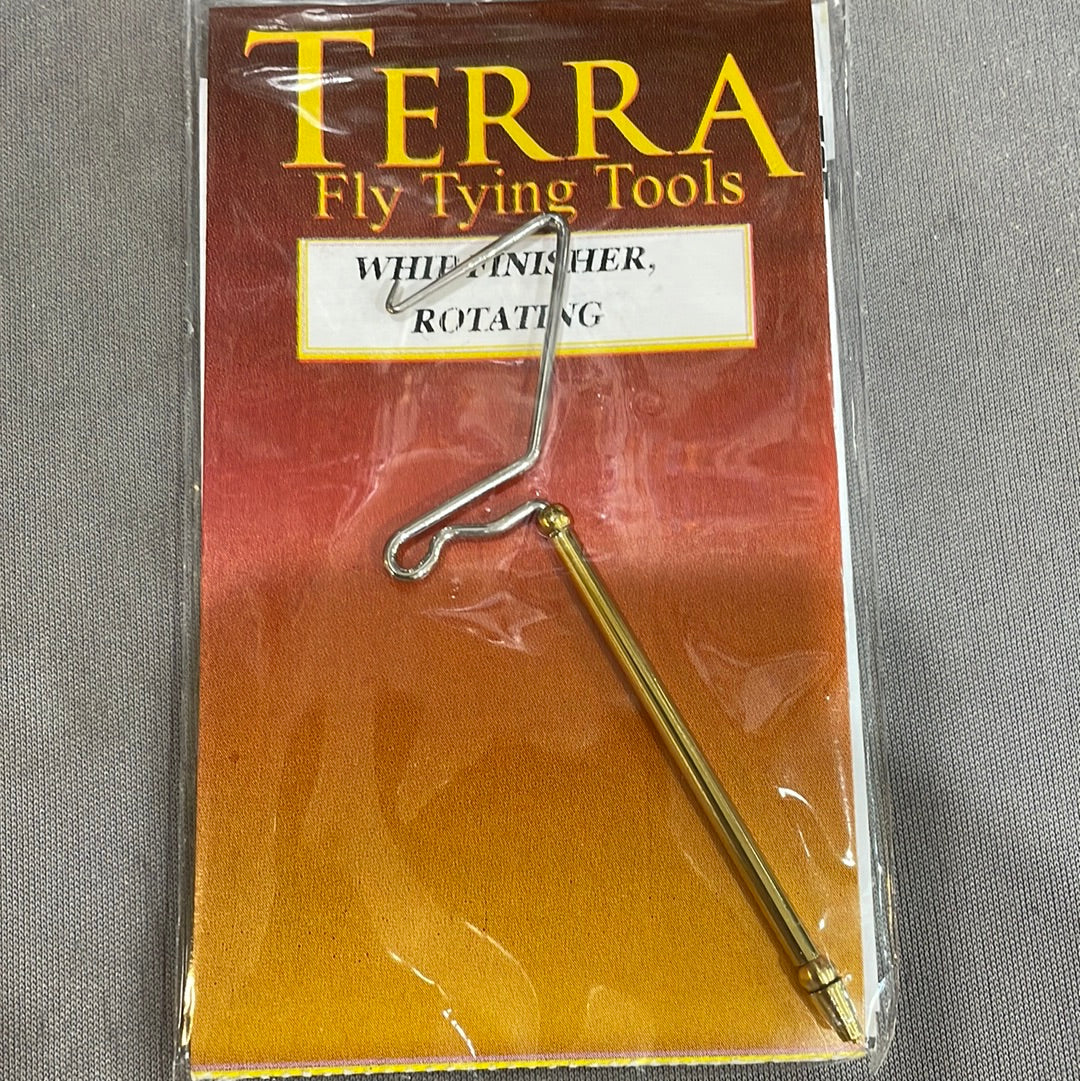 TERRA
Fly Tying Tools
WHIP FINISHER,
ROTATING